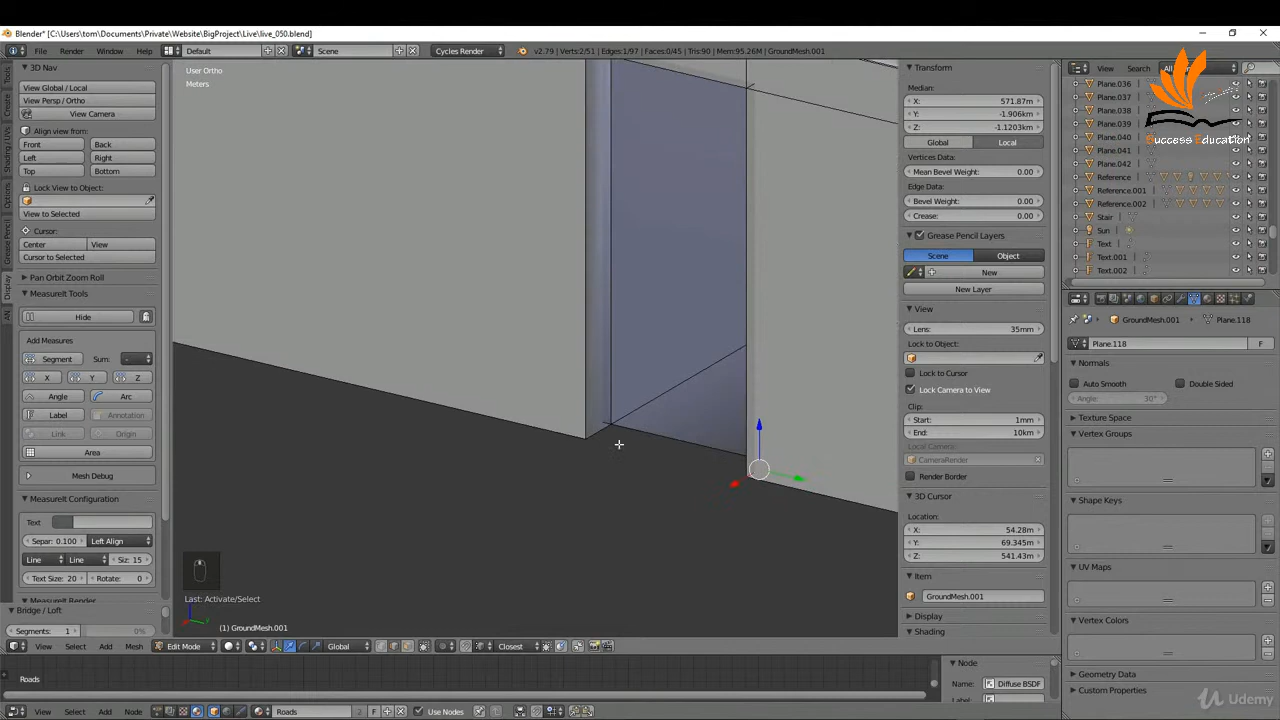 Blender* [C:\Users\tom\Documents\Private\Website\BigProject\Live\live_050.blend]
File Render Window Help Default Scene Cycles Render v2.79 | Verts:2/51 | Edges:1/97 | Faces:0/45 | Tris:90 | Mem:95.26M | GroundMesh.001 View Search
Tools
Create
Shading / UVs
Options
Grease Pencil
Display
3D Nav
View Global / Local
View Persp / Ortho
View Camera
Align view from:
Front Back
Left Right
Top Bottom
Lock View to Object:
View to Selected
Cursor:
Center View
Cursor to Selected
Pan Orbit Zoom Roll
MeasureIt Tools
Hide
Add Measures
Segment Sum: -
X Y Z
Angle Arc
Label Annotation
Link Origin
Area
Mesh Debug
MeasureIt Configuration
Text
Separ: 0.100 Left Align
Line Line Siz: 15
Text Size: 20 Rotate: 0
MeasureIt Render
Bridge / Loft
Segments: 1 0%
User Ortho
Meters
Last: Activate/Select
(1) GroundMesh.001
View Select Add Mesh Edit Mode Global Closest
Roads
View Select Add Node Roads 2 F Use Nodes
Transform
Median:
X: 571.87m
Y: -1.906km
Z: -1.1203km
Global Local
Vertices Data:
Mean Bevel Weight: 0.00
Edge Data:
Bevel Weight: 0.00
Crease: 0.00
Grease Pencil Layers
Scene Object
New
New Layer
View
Lens: 35mm
Lock to Object:
Lock to Cursor
Lock Camera to View
Clip:
Start: 1mm
End: 10km
Local Camera:
CameraRender
Render Border
3D Cursor
Location:
X: 54.28m
Y: 69.345m
Z: 541.43m
Item
GroundMesh.001
Display
Shading
Node
Name: Diffuse BSDF
Label:
Plane.036
Plane.037
Plane.038
Plane.039
Plane.040
Plane.041
Plane.042
Reference
Reference.001
Reference.002
Stair
Sun
Text
Text.001
Text.002
Success Education
GroundMesh.001 Plane.118
Plane.118 F
Normals
Auto Smooth Double Sided
Angle: 30°
Texture Space
Vertex Groups
Shape Keys
UV Maps
Vertex Colors
Geometry Data
Custom Properties
Udemy